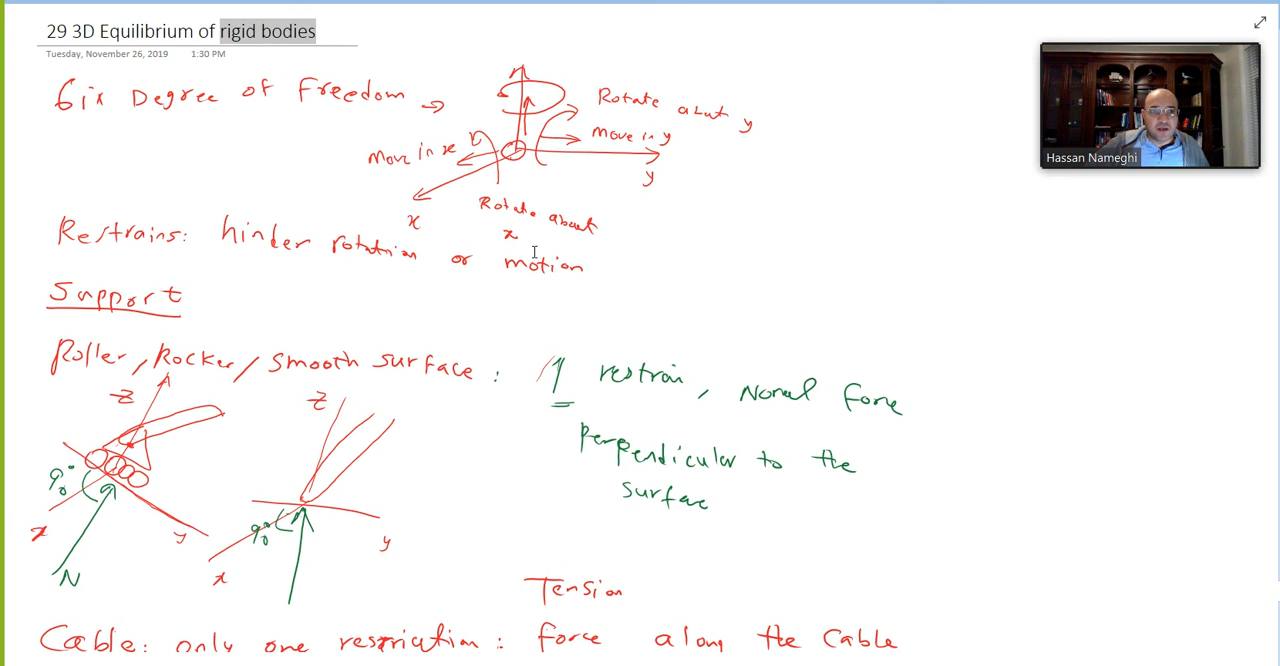 29 3D Equilibrium of rigid bodies
Tuesday, November 26, 2019 1:30 PM
Hassan Nameghi
Six Degree of Freedom →
Rotate about y
Move in y
Move in x
y
x
Rotate about
x
Restrains: hinder rotation or motion
Support
Roller, Rocker / Smooth surface: 1 restrain, Nomal force
perpendicular to the
surface
z
z
90°
x
y
N
90°
x
y
Tension
Cable: only one restriction: force along the cable